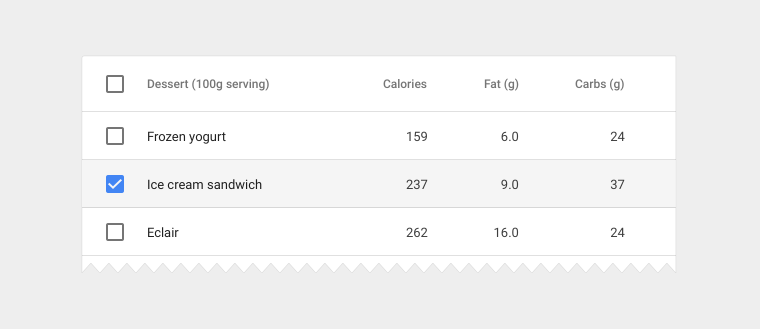 Dessert (100g serving) Calories Fat (g) Carbs (g)
Frozen yogurt 159 6.0 24
Ice cream sandwich 237 9.0 37
Eclair 262 16.0 24